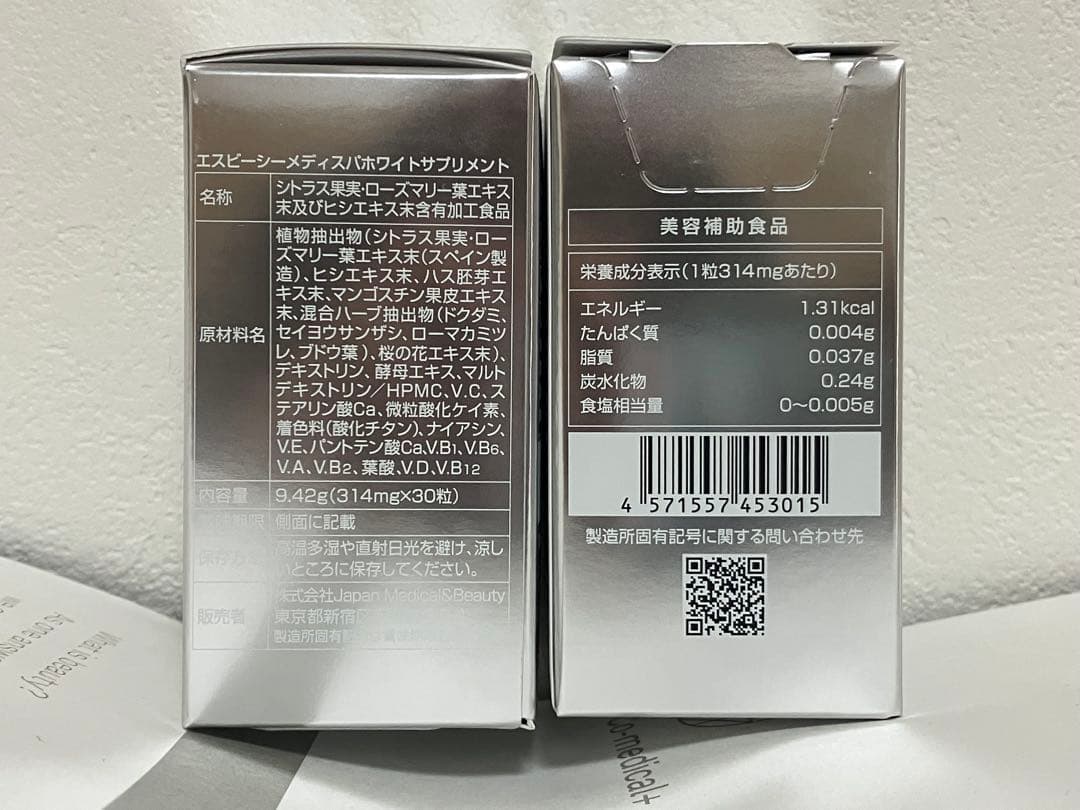 エスビーシーメディスパホワイトサプリメント
名称
シトラス果実・ローズマリー葉エキス
末及びヒシエキス末含有加工食品
原材料名
植物抽出物(シトラス果実・ロー
ズマリー葉エキス末(スペイン製
造)、ヒシエキス末、ハス胚芽エ
キス末、マンゴスチン果皮エキス
末、混合ハーブ抽出物(ドクダミ、
セイヨウサンザシ、ローマカミツ
レ、ブドウ葉)、桜の花エキス末)、
デキストリン、酵母エキス、マルト
デキストリン/HPMC、V.C、ス
テアリン酸Ca、微粒酸化ケイ素、
着色料(酸化チタン)、ナイアシン、
V.E、パントテン酸Ca、V.B1、V.B6、
V.A、V.B2、葉酸、V.D、V.B12
内容量
9.42g(314mg×30粒)
側面に記載
高温多湿や直射日光を避け、涼し
いところに保存してください。
販売者
株式会社Japan Medical&Beauty
東京都新宿区
製造所固有記号は
美容補助食品
栄養成分表示(1粒314mgあたり)
エネルギー 1.31kcal
たんぱく質 0.004g
脂質 0.037g
炭水化物 0.24g
食塩相当量 0〜0.005g
4 571557 453015
製造所固有記号に関する問い合わせ先
What is beauty?
co-medical+